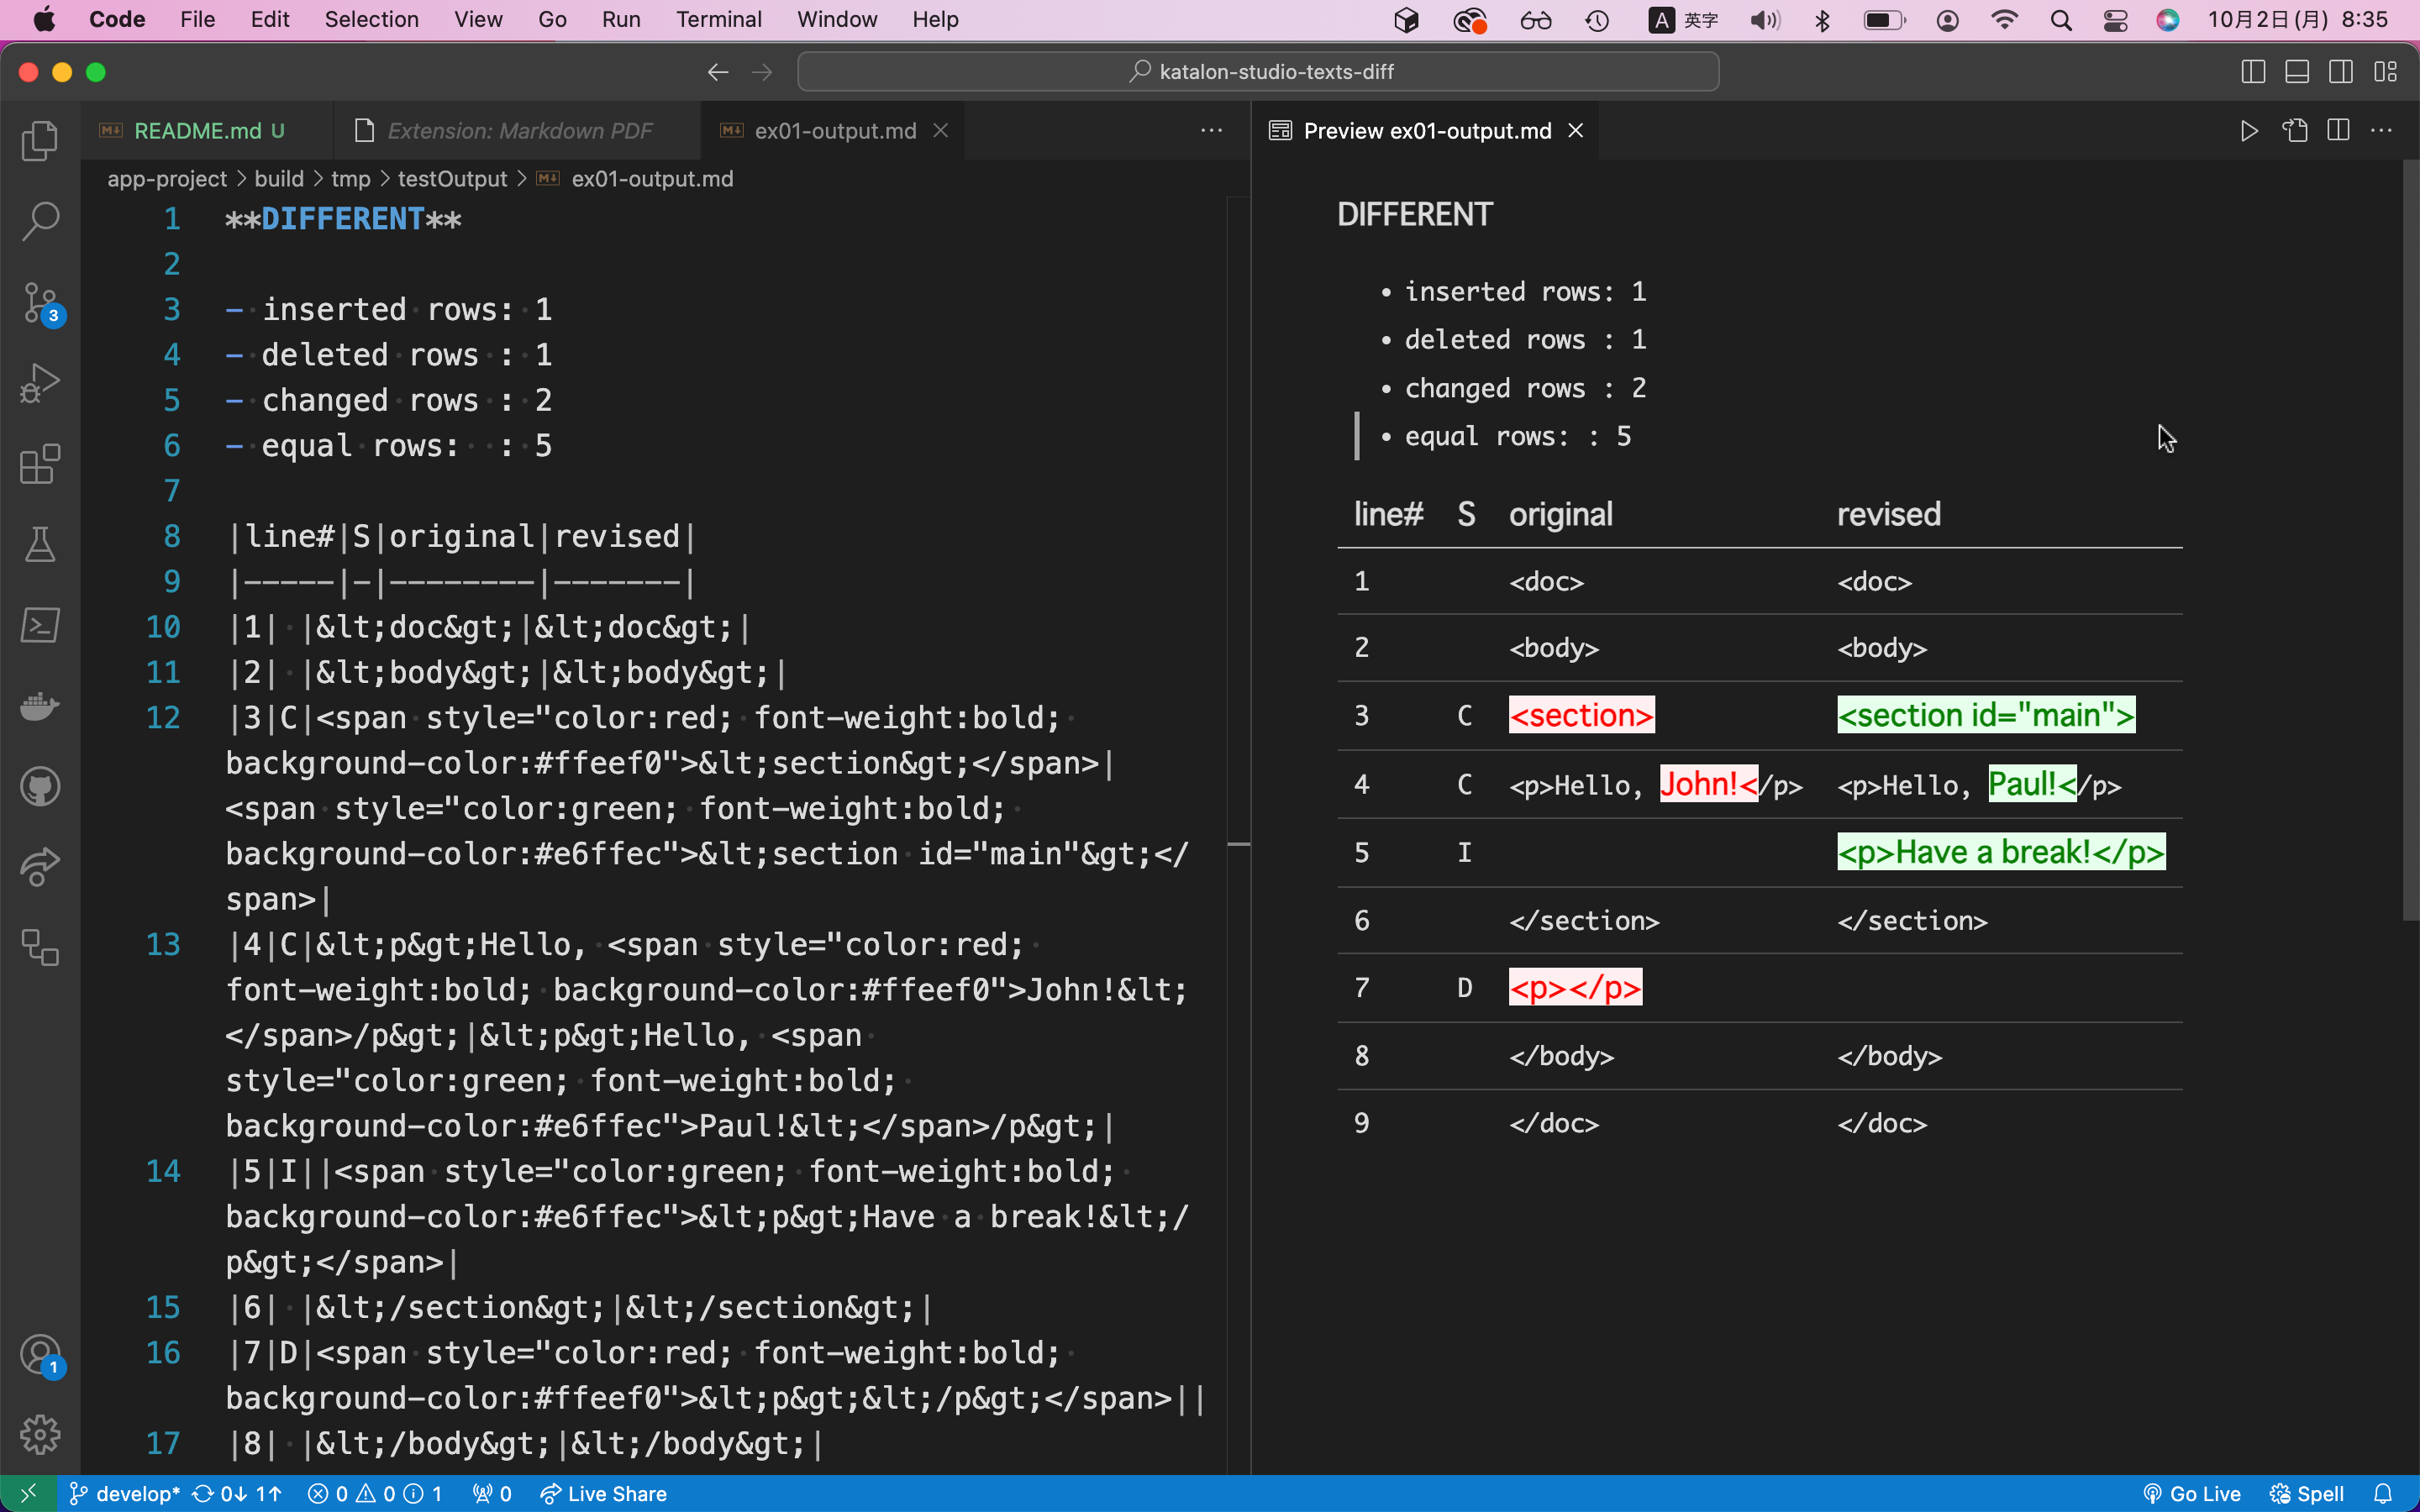 Code File Edit Selection View Go Run Terminal Window Help A 英字 10月2日(月) 8:35
katalon-studio-texts-diff
README.md U Extension: Markdown PDF ex01-output.md
app-project > build > tmp > testOutput > ex01-output.md
1 **DIFFERENT**
2
3 - inserted rows: 1
4 - deleted rows : 1
5 - changed rows : 2
6 - equal rows:  : 5
7
8 |line#|S|original|revised|
9 |-----|-|--------|-------|
10 |1| |&lt;doc&gt;|&lt;doc&gt;|
11 |2| |&lt;body&gt;|&lt;body&gt;|
12 |3|C|<span style="color:red; font-weight:bold;
background-color:#ffeef0">&lt;section&gt;</span>|
<span style="color:green; font-weight:bold;
background-color:#e6ffec">&lt;section id="main"&gt;</
span>|
13 |4|C|&lt;p&gt;Hello, <span style="color:red;
font-weight:bold; background-color:#ffeef0">John!&lt;
</span>/p&gt;|&lt;p&gt;Hello, <span
style="color:green; font-weight:bold;
background-color:#e6ffec">Paul!&lt;</span>/p&gt;|
14 |5|I||<span style="color:green; font-weight:bold;
background-color:#e6ffec">&lt;p&gt;Have a break!&lt;/
p&gt;</span>|
15 |6| |&lt;/section&gt;|&lt;/section&gt;|
16 |7|D|<span style="color:red; font-weight:bold;
background-color:#ffeef0">&lt;p&gt;&lt;/p&gt;</span>||
17 |8| |&lt;/body&gt;|&lt;/body&gt;|
Preview ex01-output.md
DIFFERENT
• inserted rows: 1
• deleted rows : 1
• changed rows : 2
• equal rows: : 5
line# S original revised
1 <doc> <doc>
2 <body> <body>
3 C <section> <section id="main">
4 C <p>Hello, John!</p> <p>Hello, Paul!</p>
5 I <p>Have a break!</p>
6 </section> </section>
7 D <p></p>
8 </body> </body>
9 </doc> </doc>
3
1
develop* 0↓ 1↑ 0 0 1 0 Live Share Go Live Spell